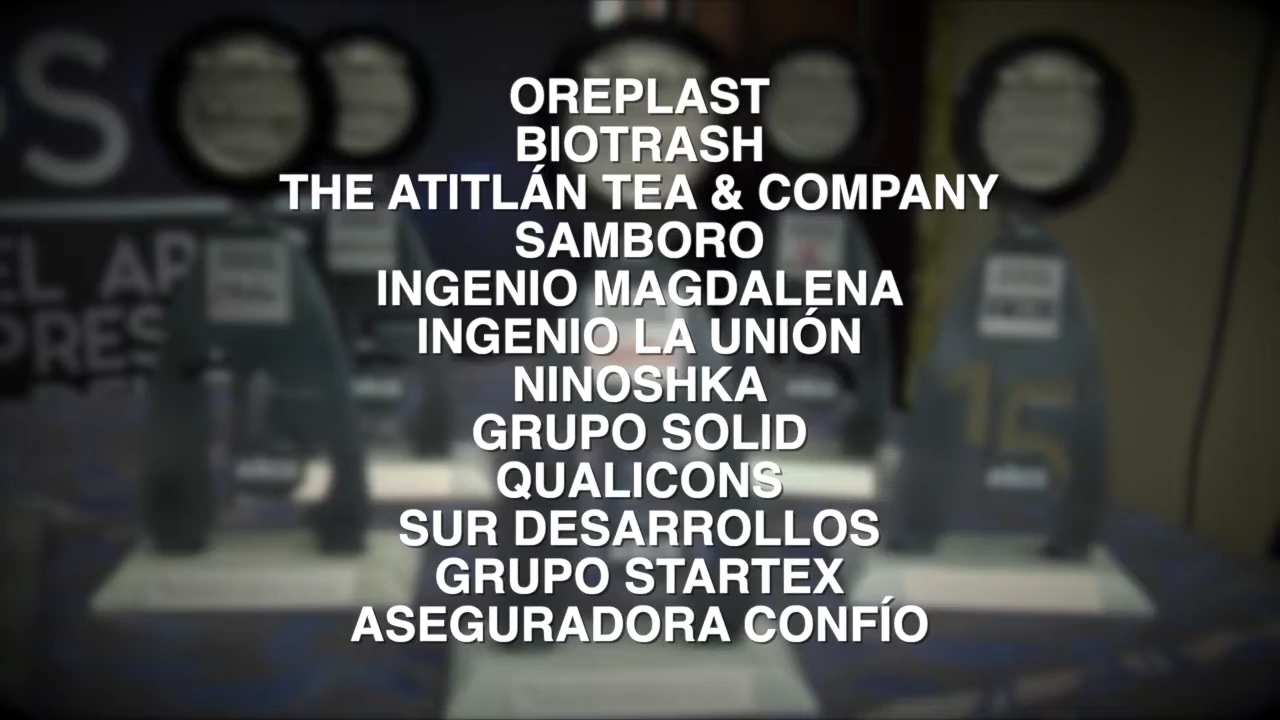 OREPLAST
BIOTRASH
THE ATITLÁN TEA & COMPANY
SAMBORO
INGENIO MAGDALENA
INGENIO LA UNIÓN
NINOSHKA
GRUPO SOLID
QUALICONS
SUR DESARROLLOS
GRUPO STARTEX
ASEGURADORA CONFÍO
15